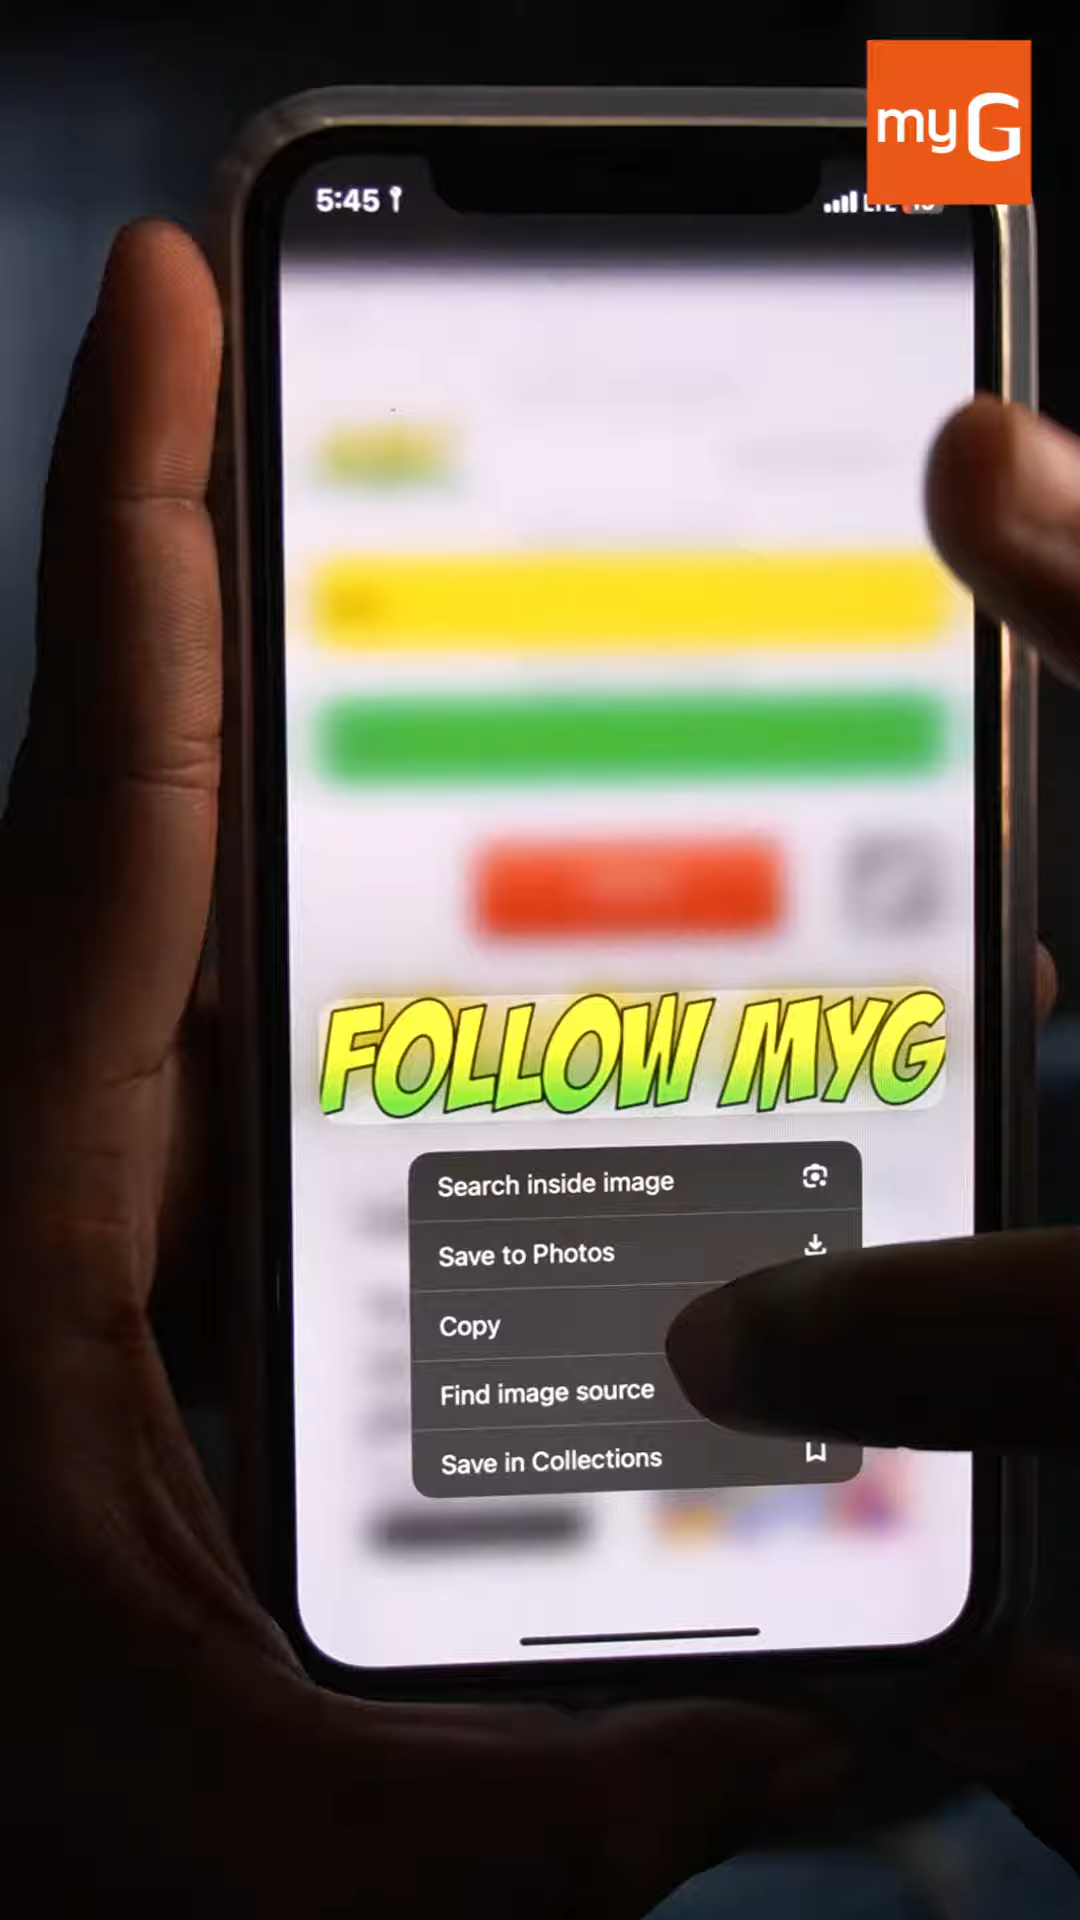 myG
5:45
FOLLOW MYG
Search inside image
Save to Photos
Copy
Find image source
Save in Collections